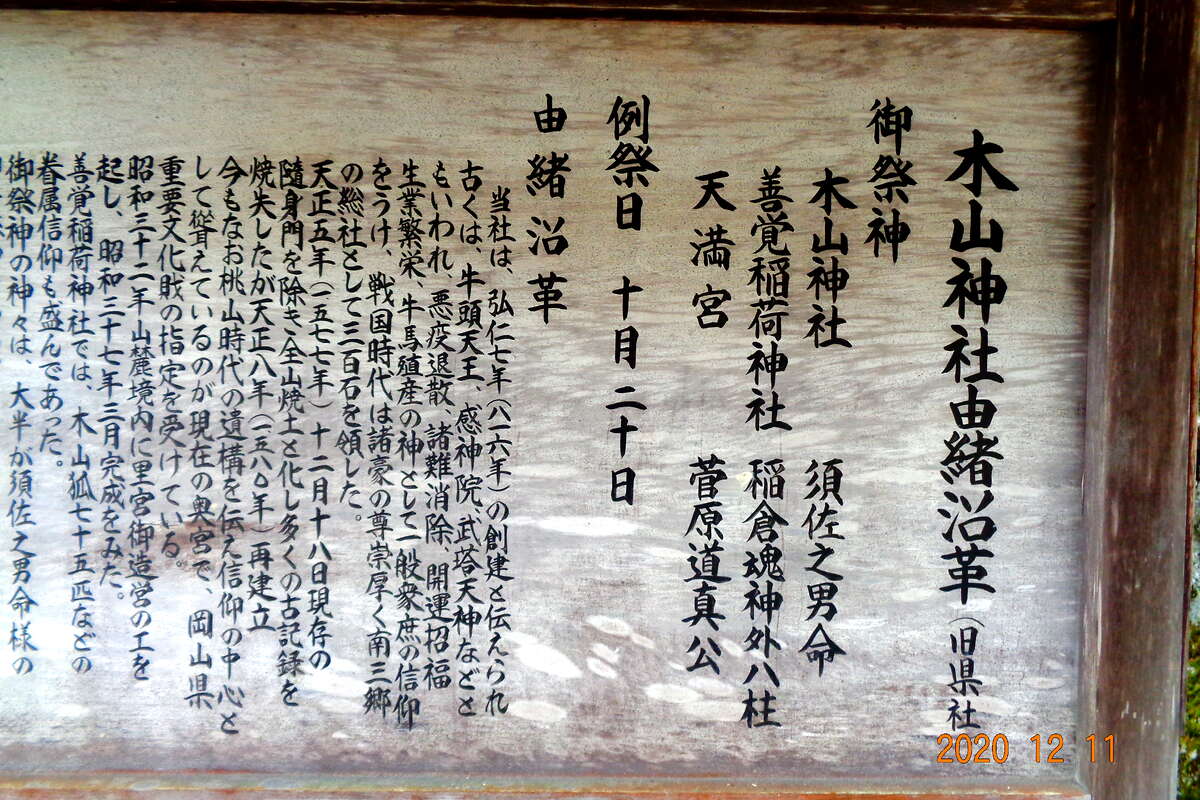 木山神社由緒沿革（旧県社）
御祭神
木山神社　須佐之男命
善覚稲荷神社　稲倉魂神外八柱
天満宮　菅原道真公
例祭日　十月二十日
由緒沿革
当社は、弘仁七年（八一六年）の創建と伝えられ
古くは、牛頭天王、感神院、武塔天神などと
もいわれ、悪疫退散、諸難消除、開運招福
生業繁栄、牛馬殖産の神として一般衆庶の信仰
をうけ、戦国時代は諸豪の尊崇厚く南三郷
の総社として三百石を領した。
天正五年（一五七七年）十二月十八日現存の
隨身門を除き全山焼土と化し多くの古記録を
焼失したが天正八年（一五八〇年）再建立
今もなお桃山時代の遺構を伝え信仰の中心と
して聳えているのが現在の奥宮で、岡山県
重要文化財の指定を受けている。
昭和三十二年山麓境内に里宮御造営の工を
起し、昭和三十七年三月完成をみた。
善覚稲荷神社では、木山狐七十五匹などの
眷属信仰も盛んであった。
御祭神の神々は、大半が須佐之男命様の
2020 12 11